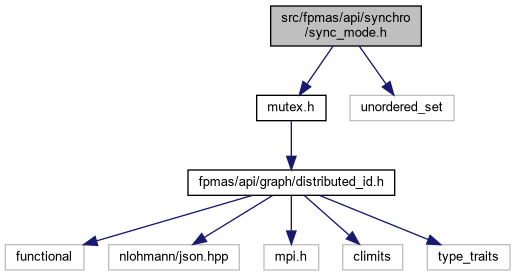 src/fpmas/api/synchro
/sync_mode.h
mutex.h
unordered_set
fpmas/api/graph/distributed_id.h
functional
nlohmann/json.hpp
mpi.h
climits
type_traits